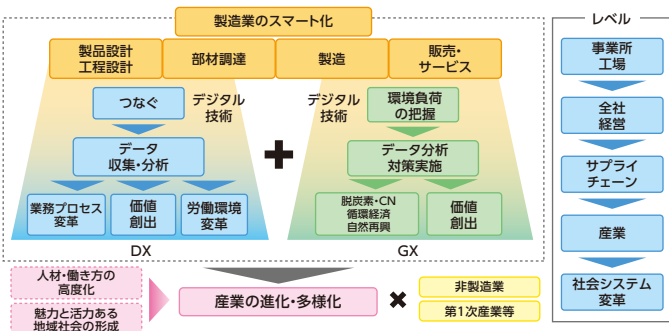 製造業のスマート化
製品設計
工程設計
部材調達
製造
販売・
サービス
つなぐ
デジタル
技術
データ
収集・分析
業務プロセス
変革
価値
創出
労働環境
変革
DX
+
デジタル
技術
環境負荷
の把握
データ分析
対策実施
脱炭素・CN
循環経済
自然再興
価値
創出
GX
人材・働き方の
高度化
魅力と活力ある
地域社会の形成
産業の進化・多様化
×
非製造業
第1次産業等
レベル
事業所
工場
全社
経営
サプライ
チェーン
産業
社会システム
変革